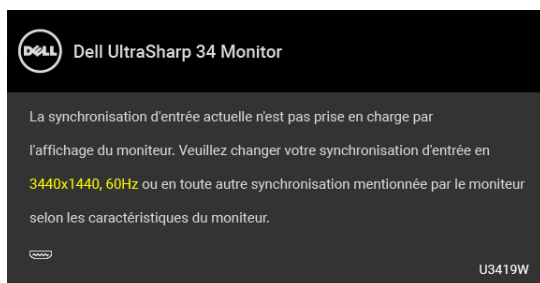 DELL Dell UltraSharp 34 Monitor
La synchronisation d'entrée actuelle n'est pas prise en charge par
l'affichage du moniteur. Veuillez changer votre synchronisation d'entrée en
3440x1440, 60Hz ou en toute autre synchronisation mentionnée par le moniteur
selon les caractéristiques du moniteur.
U3419W